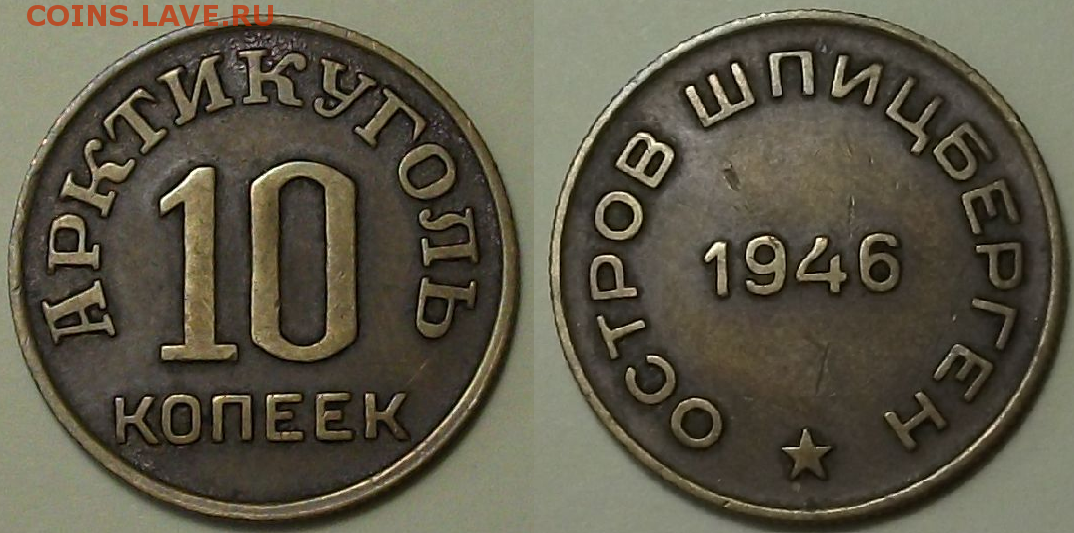 COINS.LAVE.RU
АРКТИКУГОЛЬ
10
КОПЕЕК
ОСТРОВ ШПИЦБЕРГЕН
1946